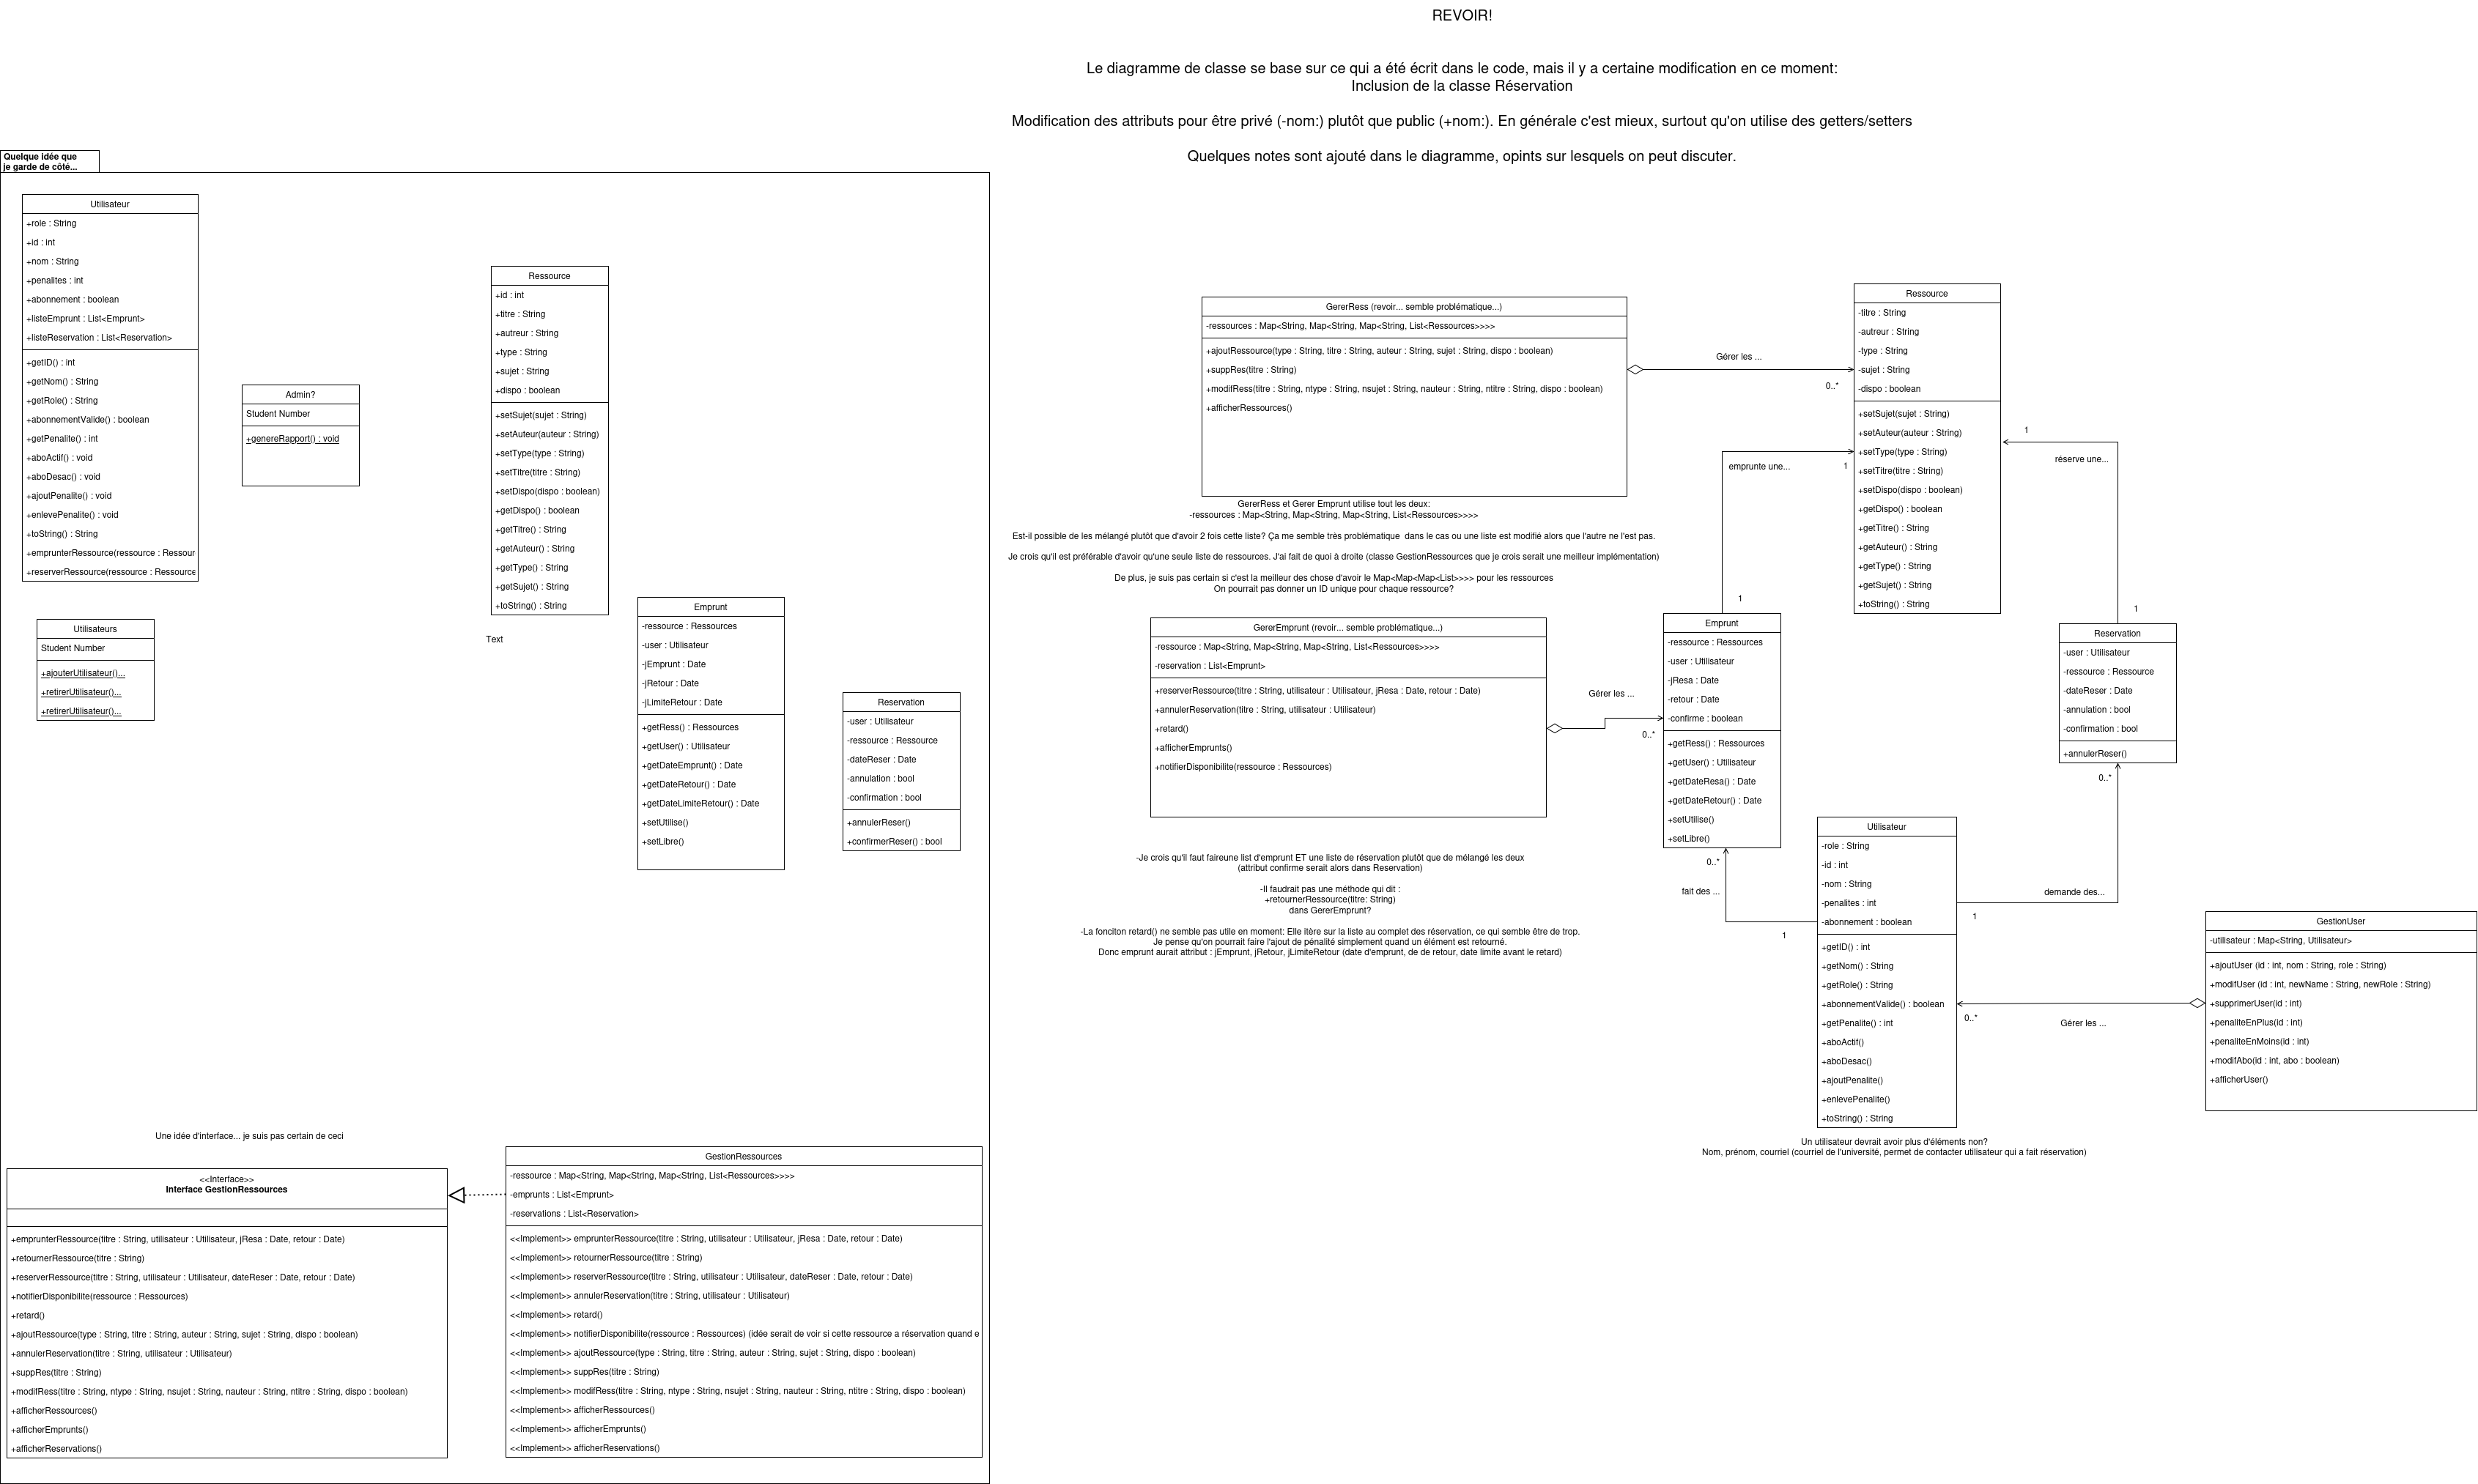 REVOIR!
Le diagramme de classe se base sur ce qui a été écrit dans le code, mais il y a certaine modification en ce moment:
Inclusion de la classe Réservation
Modification des attributs pour être privé (-nom:) plutôt que public (+nom:). En générale c'est mieux, surtout qu'on utilise des getters/setters
Quelques notes sont ajouté dans le diagramme, opints sur lesquels on peut discuter.
Quelque idée que
je garde de côté...
Utilisateur
+role : String
+id : int
+nom : String
+penalites : int
+abonnement : boolean
+listeEmprunt : List<Emprunt>
+listeReservation : List<Reservation>
+getID() : int
+getNom() : String
+getRole() : String
+abonnementValide() : boolean
+getPenalite() : int
+aboActif() : void
+aboDesac() : void
+ajoutPenalite() : void
+enlevePenalite() : void
+toString() : String
+emprunterRessource(ressource : Ressour
+reserverRessource(ressource : Ressource
Admin?
Student Number
+genereRapport() : void
Utilisateurs
Student Number
+ajouterUtilisateur()...
+retirerUtilisateur()...
+retirerUtilisateur()...
Ressource
+id : int
+titre : String
+autreur : String
+type : String
+sujet : String
+dispo : boolean
+setSujet(sujet : String)
+setAuteur(auteur : String)
+setType(type : String)
+setTitre(titre : String)
+setDispo(dispo : boolean)
+getDispo() : boolean
+getTitre() : String
+getAuteur() : String
+getType() : String
+getSujet() : String
+toString() : String
Text
Emprunt
-ressource : Ressources
-user : Utilisateur
-jEmprunt : Date
-jRetour : Date
-jLimiteRetour : Date
+getRess() : Ressources
+getUser() : Utilisateur
+getDateEmprunt() : Date
+getDateRetour() : Date
+getDateLimiteRetour() : Date
+setUtilise()
+setLibre()
Reservation
-user : Utilisateur
-ressource : Ressource
-dateReser : Date
-annulation : bool
-confirmation : bool
+annulerReser()
+confirmerReser() : bool
Une idée d'interface... je suis pas certain de ceci
<<Interface>>
Interface GestionRessources
+emprunterRessource(titre : String, utilisateur : Utilisateur, jResa : Date, retour : Date)
+retournerRessource(titre : String)
+reserverRessource(titre : String, utilisateur : Utilisateur, dateReser : Date, retour : Date)
+notifierDisponibilite(ressource : Ressources)
+retard()
+ajoutRessource(type : String, titre : String, auteur : String, sujet : String, dispo : boolean)
+annulerReservation(titre : String, utilisateur : Utilisateur)
+suppRes(titre : String)
+modifRess(titre : String, ntype : String, nsujet : String, nauteur : String, ntitre : String, dispo : boolean)
+afficherRessources()
+afficherEmprunts()
+afficherReservations()
GestionRessources
-ressource : Map<String, Map<String, Map<String, List<Ressources>>>>
-emprunts : List<Emprunt>
-reservations : List<Reservation>
<<Implement>> emprunterRessource(titre : String, utilisateur : Utilisateur, jResa : Date, retour : Date)
<<Implement>> retournerRessource(titre : String)
<<Implement>> reserverRessource(titre : String, utilisateur : Utilisateur, dateReser : Date, retour : Date)
<<Implement>> annulerReservation(titre : String, utilisateur : Utilisateur)
<<Implement>> retard()
<<Implement>> notifierDisponibilite(ressource : Ressources) (idée serait de voir si cette ressource a réservation quand e
<<Implement>> ajoutRessource(type : String, titre : String, auteur : String, sujet : String, dispo : boolean)
<<Implement>> suppRes(titre : String)
<<Implement>> modifRess(titre : String, ntype : String, nsujet : String, nauteur : String, ntitre : String, dispo : boolean)
<<Implement>> afficherRessources()
<<Implement>> afficherEmprunts()
<<Implement>> afficherReservations()
GererRess (revoir... semble problématique...)
-ressources : Map<String, Map<String, Map<String, List<Ressources>>>>
+ajoutRessource(type : String, titre : String, auteur : String, sujet : String, dispo : boolean)
+suppRes(titre : String)
+modifRess(titre : String, ntype : String, nsujet : String, nauteur : String, ntitre : String, dispo : boolean)
+afficherRessources()
Gérer les ...
0..*
GererRess et Gerer Emprunt utilise tout les deux:
-ressources : Map<String, Map<String, Map<String, List<Ressources>>>>
Est-il possible de les mélangé plutôt que d'avoir 2 fois cette liste? Ça me semble très problématique dans le cas ou une liste est modifié alors que l'autre ne l'est pas.
Je crois qu'il est préférable d'avoir qu'une seule liste de ressources. J'ai fait de quoi à droite (classe GestionRessources que je crois serait une meilleur implémentation)
De plus, je suis pas certain si c'est la meilleur des chose d'avoir le Map<Map<Map<List>>>> pour les ressources
On pourrait pas donner un ID unique pour chaque ressource?
GererEmprunt (revoir... semble problématique...)
-ressource : Map<String, Map<String, Map<String, List<Ressources>>>>
-reservation : List<Emprunt>
+reserverRessource(titre : String, utilisateur : Utilisateur, jResa : Date, retour : Date)
+annulerReservation(titre : String, utilisateur : Utilisateur)
+retard()
+afficherEmprunts()
+notifierDisponibilite(ressource : Ressources)
Gérer les ...
0..*
-Je crois qu'il faut faireune list d'emprunt ET une liste de réservation plutôt que de mélangé les deux
(attribut confirme serait alors dans Reservation)
-Il faudrait pas une méthode qui dit :
+retournerRessource(titre: String)
dans GererEmprunt?
-La fonciton retard() ne semble pas utile en moment: Elle itère sur la liste au complet des réservation, ce qui semble être de trop.
Je pense qu'on pourrait faire l'ajout de pénalité simplement quand un élément est retourné.
Donc emprunt aurait attribut : jEmprunt, jRetour, jLimiteRetour (date d'emprunt, de de retour, date limite avant le retard)
Ressource
-titre : String
-autreur : String
-type : String
-sujet : String
-dispo : boolean
+setSujet(sujet : String)
+setAuteur(auteur : String)
+setType(type : String)
+setTitre(titre : String)
+setDispo(dispo : boolean)
+getDispo() : boolean
+getTitre() : String
+getAuteur() : String
+getType() : String
+getSujet() : String
+toString() : String
emprunte une...
1
1
1
réserve une...
1
Emprunt
-ressource : Ressources
-user : Utilisateur
-jResa : Date
-retour : Date
-confirme : boolean
+getRess() : Ressources
+getUser() : Utilisateur
+getDateResa() : Date
+getDateRetour() : Date
+setUtilise()
+setLibre()
0..*
fait des ...
1
Reservation
-user : Utilisateur
-ressource : Ressource
-dateReser : Date
-annulation : bool
-confirmation : bool
+annulerReser()
0..*
demande des...
1
Utilisateur
-role : String
-id : int
-nom : String
-penalites : int
-abonnement : boolean
+getID() : int
+getNom() : String
+getRole() : String
+abonnementValide() : boolean
+getPenalite() : int
+aboActif()
+aboDesac()
+ajoutPenalite()
+enlevePenalite()
+toString() : String
0..*
Gérer les ...
Un utilisateur devrait avoir plus d'éléments non?
Nom, prénom, courriel (courriel de l'université, permet de contacter utilisateur qui a fait réservation)
GestionUser
-utilisateur : Map<String, Utilisateur>
+ajoutUser (id : int, nom : String, role : String)
+modifUser (id : int, newName : String, newRole : String)
+supprimerUser(id : int)
+penaliteEnPlus(id : int)
+penaliteEnMoins(id : int)
+modifAbo(id : int, abo : boolean)
+afficherUser()